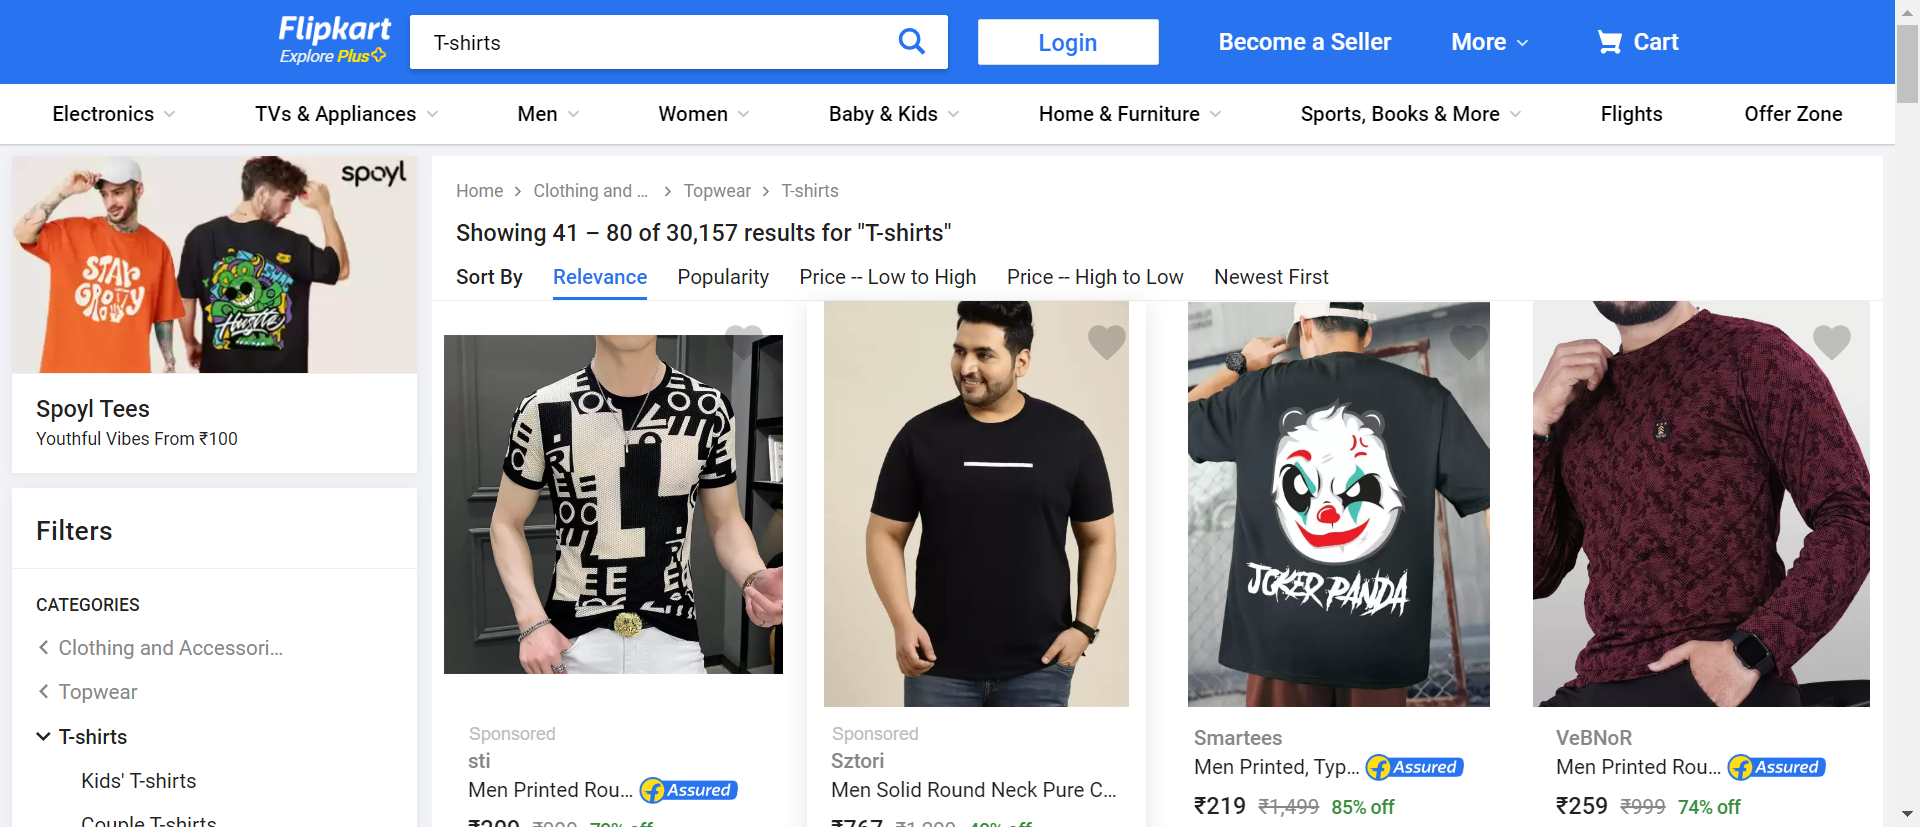 Flipkart
Explore Plus
T-shirts
Login
Become a Seller
More
Cart
Electronics
TVs & Appliances
Men
Women
Baby & Kids
Home & Furniture
Sports, Books & More
Flights
Offer Zone
spoyl
STAY
GROOVY
Hustle
Spoyl Tees
Youthful Vibes From ₹100
Filters
CATEGORIES
Clothing and Accessori...
Topwear
T-shirts
Kids' T-shirts
Couple T-shirts
Home > Clothing and ... > Topwear > T-shirts
Showing 41 – 80 of 30,157 results for "T-shirts"
Sort By
Relevance
Popularity
Price -- Low to High
Price -- High to Low
Newest First
JOKER PANDA
Sponsored
sti
Men Printed Rou...
Assured
Sponsored
Sztori
Men Solid Round Neck Pure C...
Smartees
Men Printed, Typ...
Assured
₹219 ₹1,499 85% off
VeBNoR
Men Printed Rou...
Assured
₹259 ₹999 74% off